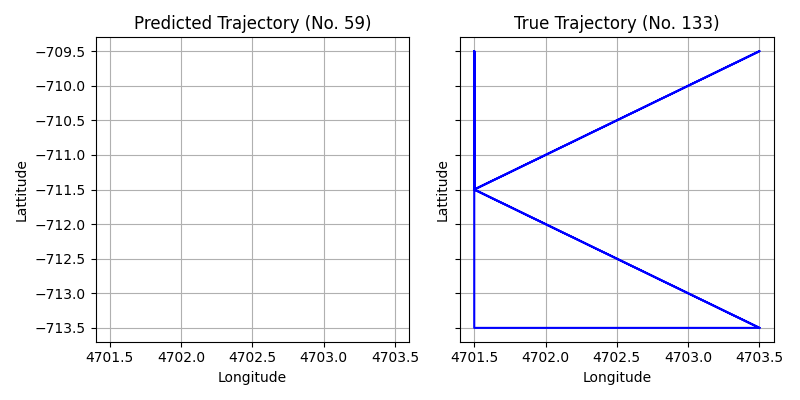 Predicted Trajectory (No. 59)
True Trajectory (No. 133)
Lattitude
−709.5
−710.0
−710.5
−711.0
−711.5
−712.0
−712.5
−713.0
−713.5
4701.5 4702.0 4702.5 4703.0 4703.5
Longitude
Lattitude
4701.5 4702.0 4702.5 4703.0 4703.5
Longitude